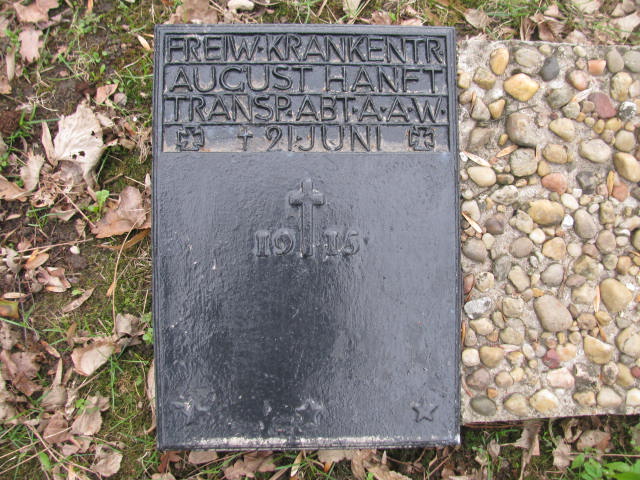 FREIW·KRANKENTR
AUGUST HANFT
TRANSP.ABT·A·A·W·
† 21.JUNI
1915